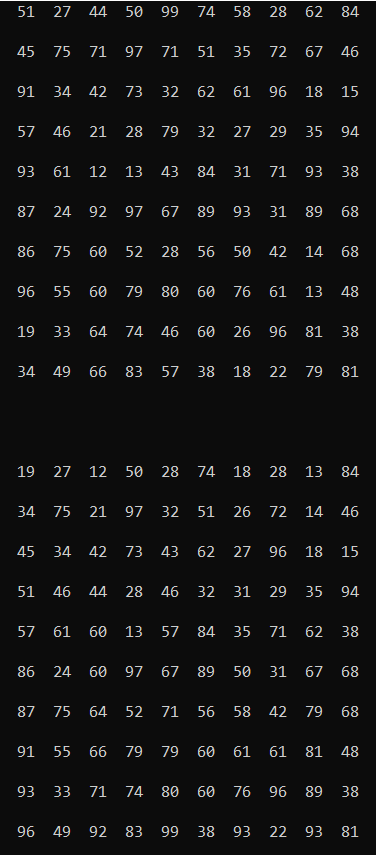 51 27 44 50 99 74 58 28 62 84
45 75 71 97 71 51 35 72 67 46
91 34 42 73 32 62 61 96 18 15
57 46 21 28 79 32 27 29 35 94
93 61 12 13 43 84 31 71 93 38
87 24 92 97 67 89 93 31 89 68
86 75 60 52 28 56 50 42 14 68
96 55 60 79 80 60 76 61 13 48
19 33 64 74 46 60 26 96 81 38
34 49 66 83 57 38 18 22 79 81
19 27 12 50 28 74 18 28 13 84
34 75 21 97 32 51 26 72 14 46
45 34 42 73 43 62 27 96 18 15
51 46 44 28 46 32 31 29 35 94
57 61 60 13 57 84 35 71 62 38
86 24 60 97 67 89 50 31 67 68
87 75 64 52 71 56 58 42 79 68
91 55 66 79 79 60 61 61 81 48
93 33 71 74 80 60 76 96 89 38
96 49 92 83 99 38 93 22 93 81